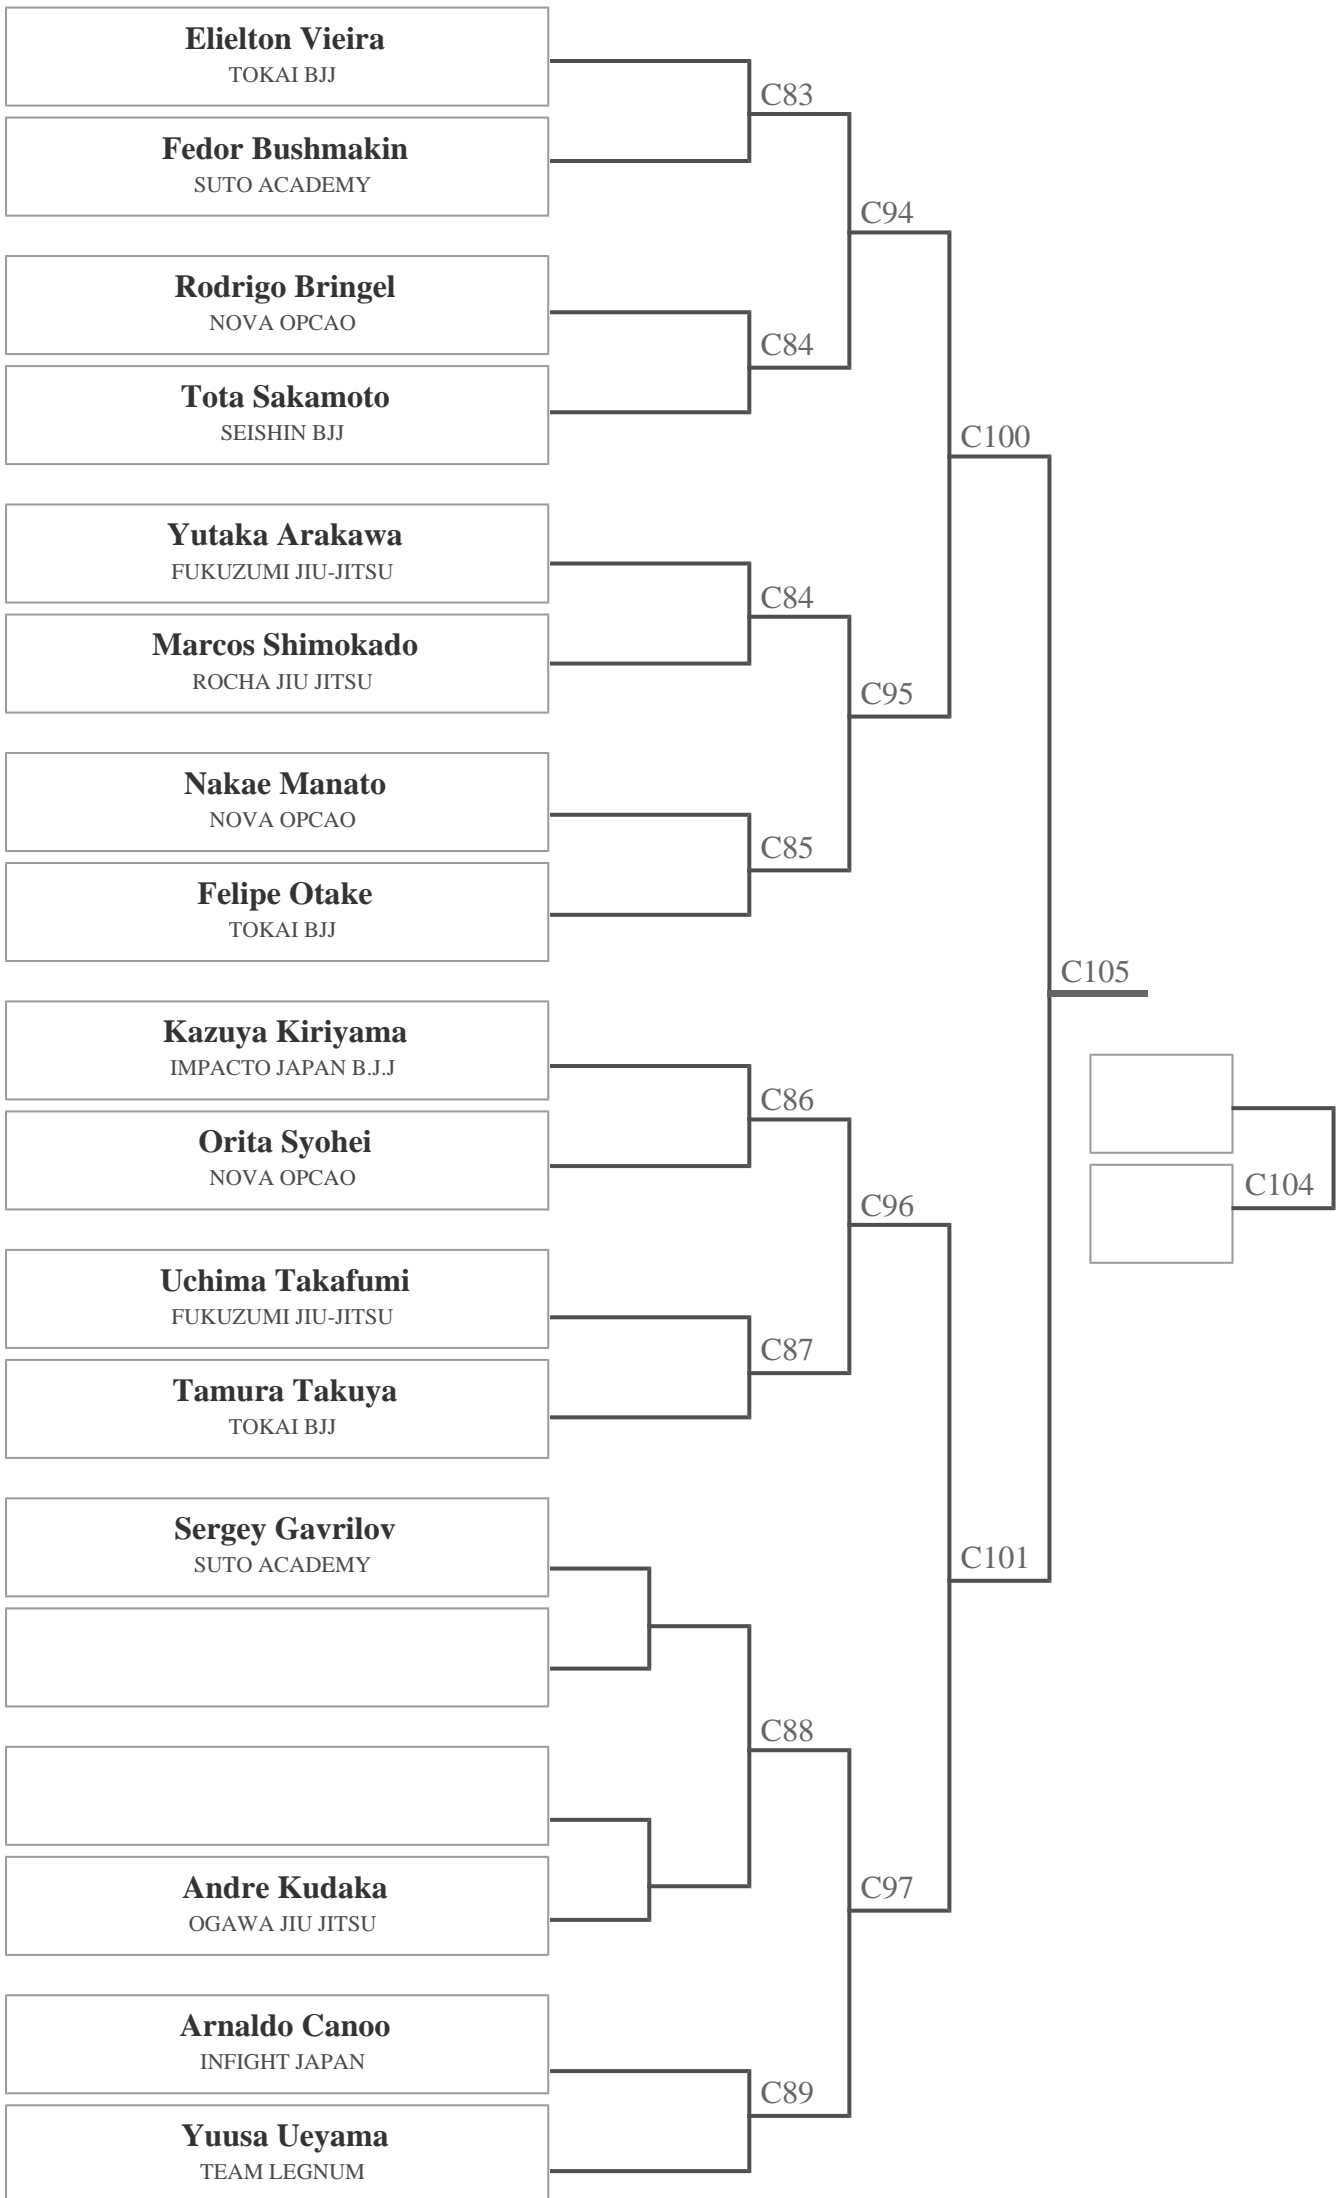 Elielton Vieira
TOKAI BJJ
C83
Fedor Bushmakin
SUTO ACADEMY
C94
Rodrigo Bringel
NOVA OPCAO
C84
Tota Sakamoto
SEISHIN BJJ
C100
Yutaka Arakawa
FUKUZUMI JIU-JITSU
C84
Marcos Shimokado
ROCHA JIU JITSU
C95
Nakae Manato
NOVA OPCAO
C85
Felipe Otake
TOKAI BJJ
C105
Kazuya Kiriyama
IMPACTO JAPAN B.J.J
C86
Orita Syohei
NOVA OPCAO
C104
C96
Uchima Takafumi
FUKUZUMI JIU-JITSU
C87
Tamura Takuya
TOKAI BJJ
Sergey Gavrilov
SUTO ACADEMY
C101
C88
Andre Kudaka
OGAWA JIU JITSU
C97
Arnaldo Canoo
INFIGHT JAPAN
C89
Yuusa Ueyama
TEAM LEGNUM